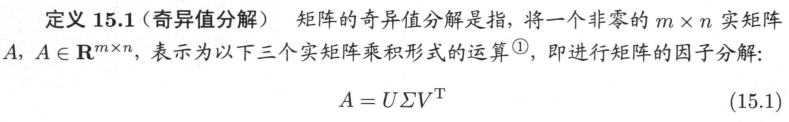 定义 15.1（奇异值分解） 矩阵的奇异值分解是指, 将一个非零的 m × n 实矩阵
A, A ∈ R^{m×n}, 表示为以下三个实矩阵乘积形式的运算①, 即进行矩阵的因子分解:
A = UΣV^T (15.1)